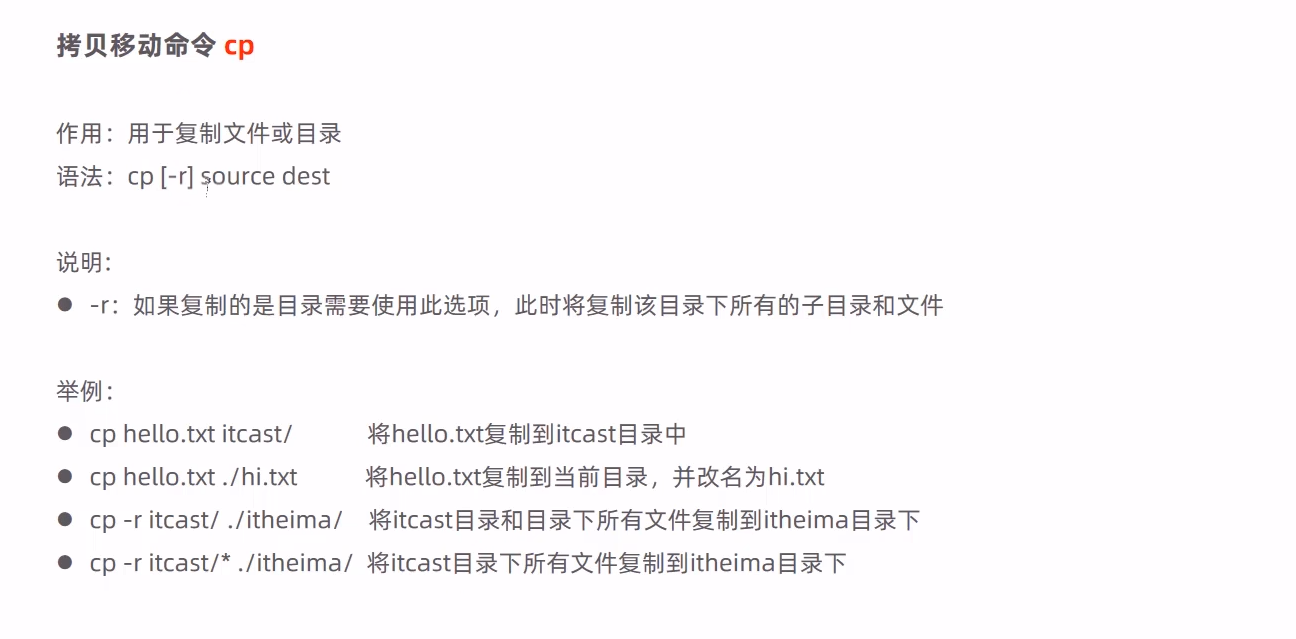 拷贝移动命令 cp
作用：用于复制文件或目录
语法：cp [-r] source dest
说明：
● -r：如果复制的是目录需要使用此选项，此时将复制该目录下所有的子目录和文件
举例：
● cp hello.txt itcast/ 将hello.txt复制到itcast目录中
● cp hello.txt ./hi.txt 将hello.txt复制到当前目录，并改名为hi.txt
● cp -r itcast/ ./itheima/ 将itcast目录和目录下所有文件复制到itheima目录下
● cp -r itcast/* ./itheima/ 将itcast目录下所有文件复制到itheima目录下